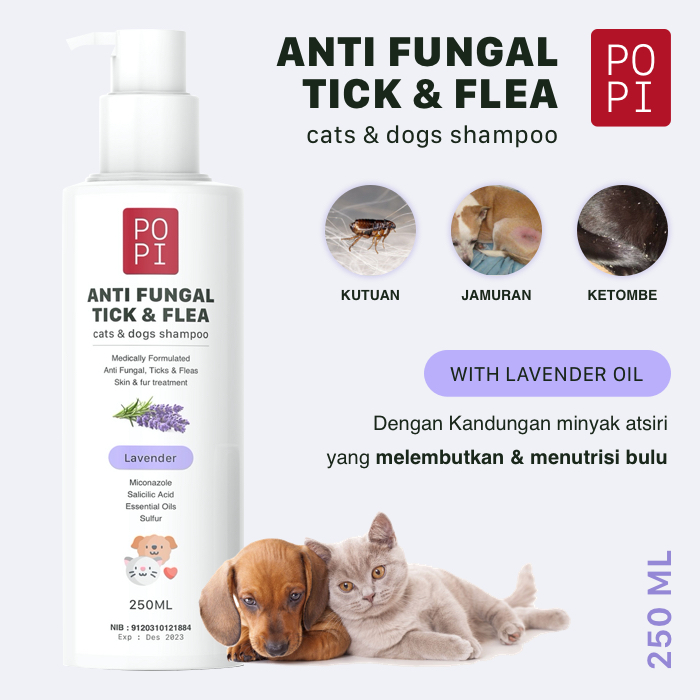 ANTI FUNGAL
TICK & FLEA
cats & dogs shampoo
PO
PI
KUTUAN
JAMURAN
KETOMBE
WITH LAVENDER OIL
Dengan Kandungan minyak atsiri
yang melembutkan & menutrisi bulu
PO
PI
ANTI FUNGAL
TICK & FLEA
cats & dogs shampoo
Medically Formulated
Anti Fungal, Ticks & Fleas
Skin & fur treatment
Lavender
Miconazole
Salicilic Acid
Essential Oils
Sulfur
250ML
NIB : 9120310121884
Exp : Des 2023
250 ML